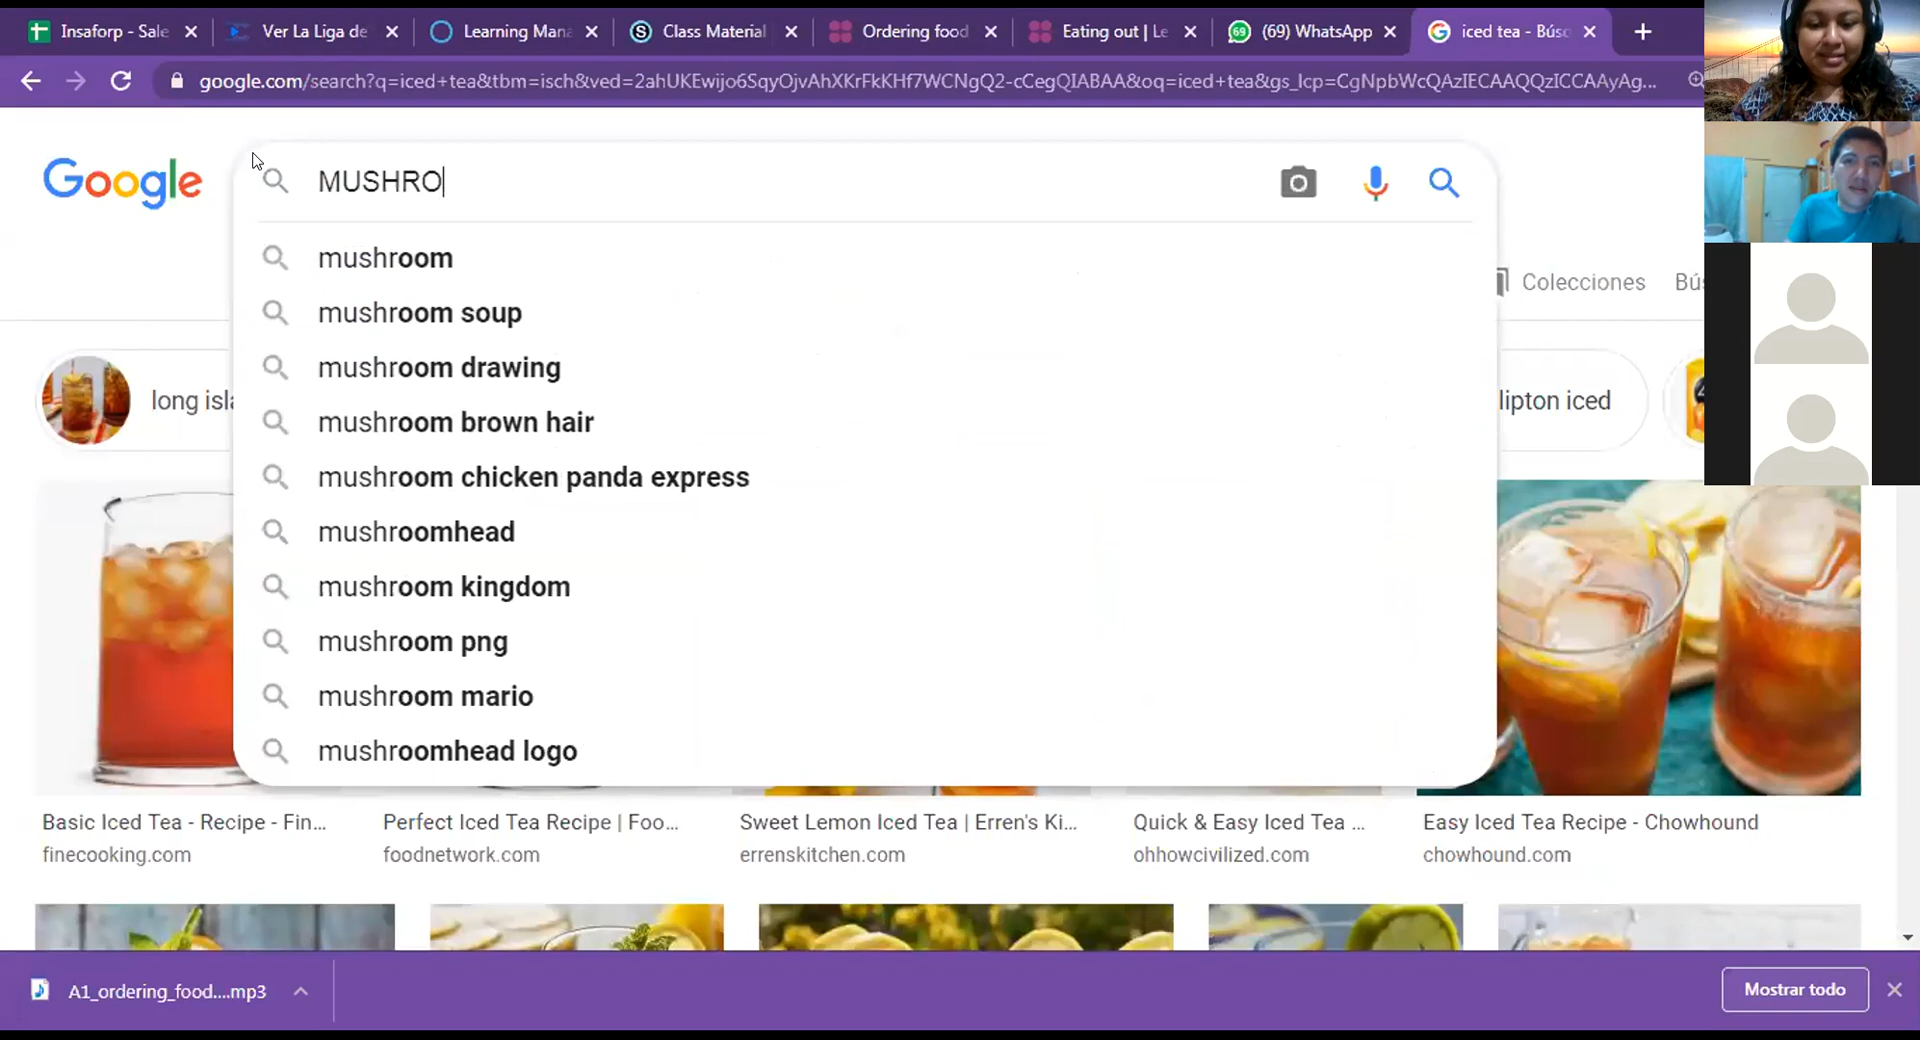 Insaforp - Sale
Ver La Liga de
Learning Mana
Class Material
Ordering food
Eating out | Le
(69) WhatsApp
iced tea - Búsc
google.com/search?q=iced+tea&tbm=isch&ved=2ahUKEwijo6SqyOjvAhXKrFkKHf7WCNgQ2-cCegQIABAA&oq=iced+tea&gs_lcp=CgNpbWcQAzIECAAQQzICCAAyAg...
Google
MUSHRO
mushroom
mushroom soup
mushroom drawing
mushroom brown hair
mushroom chicken panda express
mushroomhead
mushroom kingdom
mushroom png
mushroom mario
mushroomhead logo
Colecciones
Bús
long isla
lipton iced
Basic Iced Tea - Recipe - Fin...
finecooking.com
Perfect Iced Tea Recipe | Foo...
foodnetwork.com
Sweet Lemon Iced Tea | Erren's Ki...
errenskitchen.com
Quick & Easy Iced Tea ...
ohhowcivilized.com
Easy Iced Tea Recipe - Chowhound
chowhound.com
A1_ordering_food....mp3
Mostrar todo